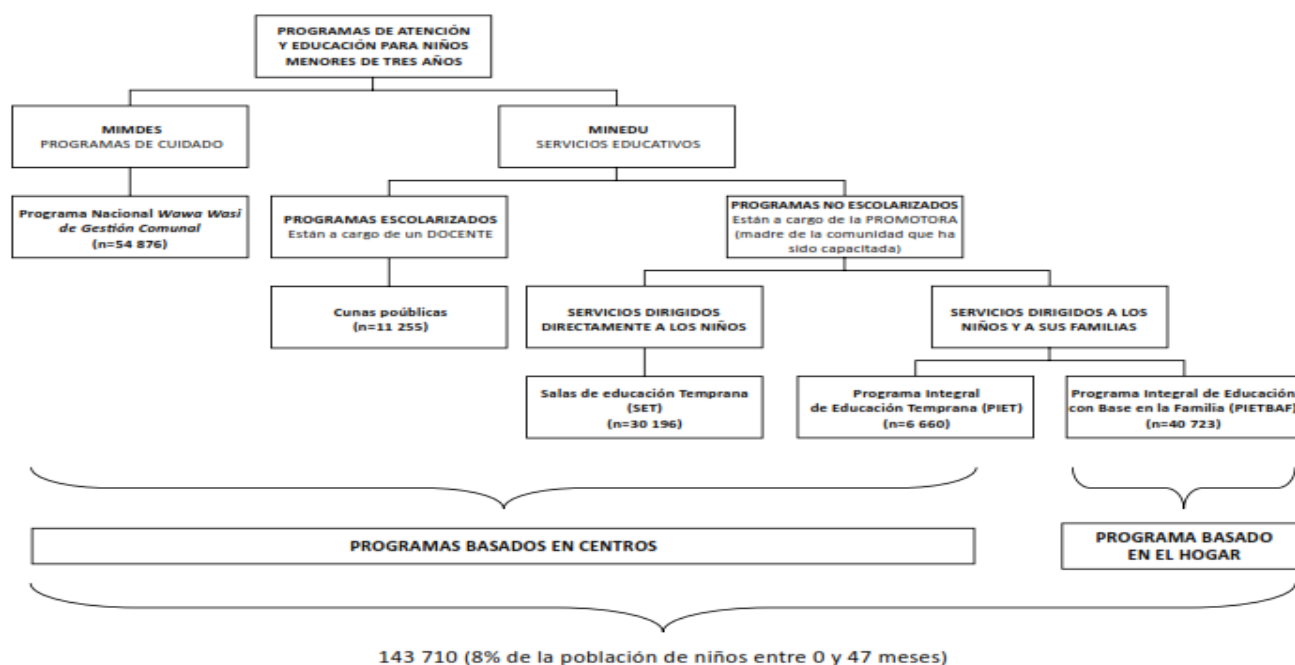 PROGRAMAS DE ATENCIÓN
Y EDUCACIÓN PARA NIÑOS
MENORES DE TRES AÑOS
MIMDES
PROGRAMAS DE CUIDADO
MINEDU
SERVICIOS EDUCATIVOS
Programa Nacional Wawa Wasi
de Gestión Comunal
(n=54 876)
PROGRAMAS ESCOLARIZADOS
Están a cargo de un DOCENTE
PROGRAMAS NO ESCOLARIZADOS
Están a cargo de la PROMOTORA
(madre de la comunidad que ha
sido capacitada)
Cunas poúblicas
(n=11 255)
SERVICIOS DIRIGIDOS
DIRECTAMENTE A LOS NIÑOS
SERVICIOS DIRIGIDOS A LOS
NIÑOS Y A SUS FAMILIAS
Salas de educación Temprana
(SET)
(n=30 196)
Programa Integral
de Educación Temprana (PIET)
(n=6 660)
Programa Integral de Educación
con Base en la Familia (PIETBAF)
(n=40 723)
PROGRAMAS BASADOS EN CENTROS
PROGRAMA BASADO
EN EL HOGAR
143 710 (8% de la población de niños entre 0 y 47 meses)